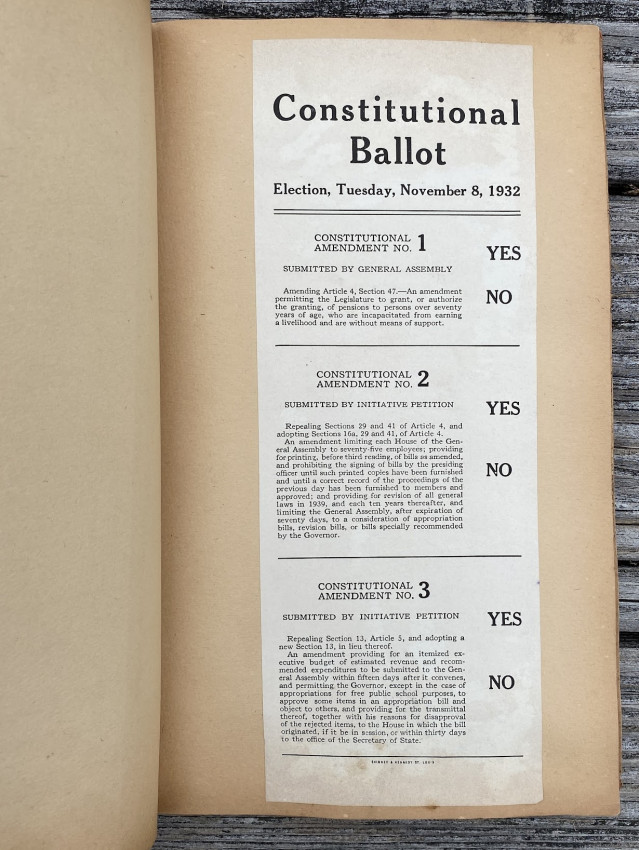 Constitutional
Ballot
Election, Tuesday, November 8, 1932
CONSTITUTIONAL
AMENDMENT NO. 1
YES
SUBMITTED BY GENERAL ASSEMBLY
NO
Amending Article 4, Section 47.—An amendment
permitting the Legislature to grant, or authorize
the granting, of pensions to persons over seventy
years of age, who are incapacitated from earning
a livelihood and are without means of support.
CONSTITUTIONAL
AMENDMENT NO. 2
YES
SUBMITTED BY INITIATIVE PETITION
NO
Repealing Sections 29 and 41 of Article 4, and
adopting Sections 16a, 29 and 41, of Article 4.
An amendment limiting each House of the Gen-
eral Assembly to seventy-five employees; providing
for printing, before third reading, of bills as amended,
and prohibiting the signing of bills by the presiding
officer until such printed copies have been furnished
and until a correct record of the proceedings of the
previous day has been furnished to members and
approved; and providing for revision of all general
laws in 1939, and each ten years thereafter, and
limiting the General Assembly, after expiration of
seventy days, to a consideration of appropriation
bills, revision bills, or bills specially recommended
by the Governor.
CONSTITUTIONAL
AMENDMENT NO. 3
YES
SUBMITTED BY INITIATIVE PETITION
NO
Repealing Section 13, Article 5, and adopting a
new Section 13, in lieu thereof.
An amendment providing for an itemized ex-
ecutive budget of estimated revenue and recom-
mended expenditures to be submitted to the Gen-
eral Assembly within fifteen days after it convenes,
and permitting the Governor, except in the case of
appropriations for free public school purposes, to
approve some items in an appropriation bill and
object to others, and providing for the transmittal
thereof, together with his reasons for disapproval
of the rejected items, to the House in which the bill
originated, if it be in session, or within thirty days
to the office of the Secretary of State.
& KENNEDY ST. LOUIS